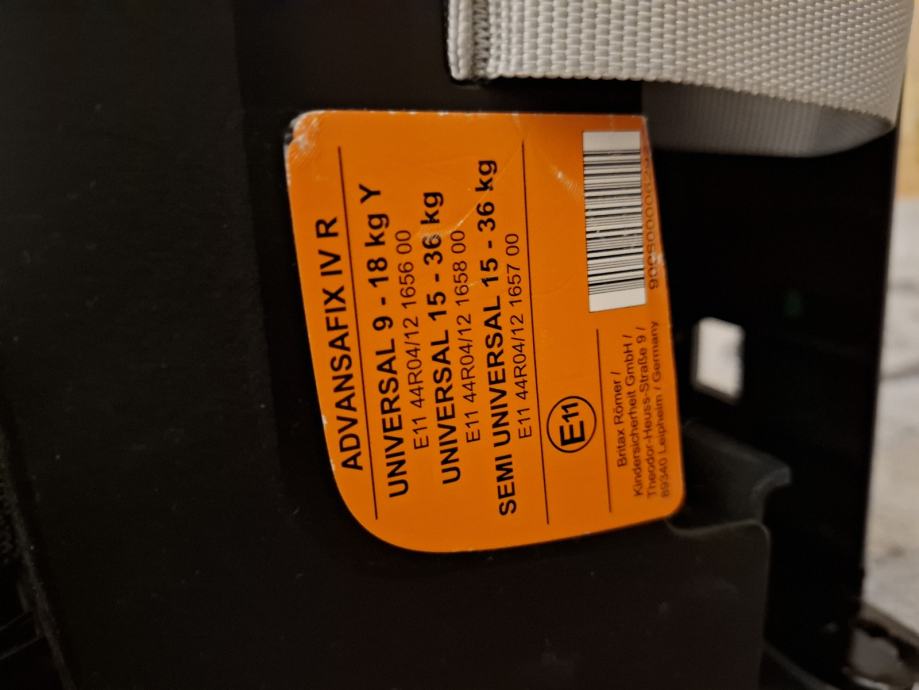 ADVANSAFIX IV R
UNIVERSAL 9 - 18 kg Y
E11 44R04/12 1656 00
UNIVERSAL 15 - 36 kg
E11 44R04/12 1658 00
SEMI UNIVERSAL 15 - 36 kg
E11 44R04/12 1657 00
E11
Britax Römer /
Kindersicherheit GmbH /
Theodor-Heuss-Straße 9 /
89340 Leipheim / Germany